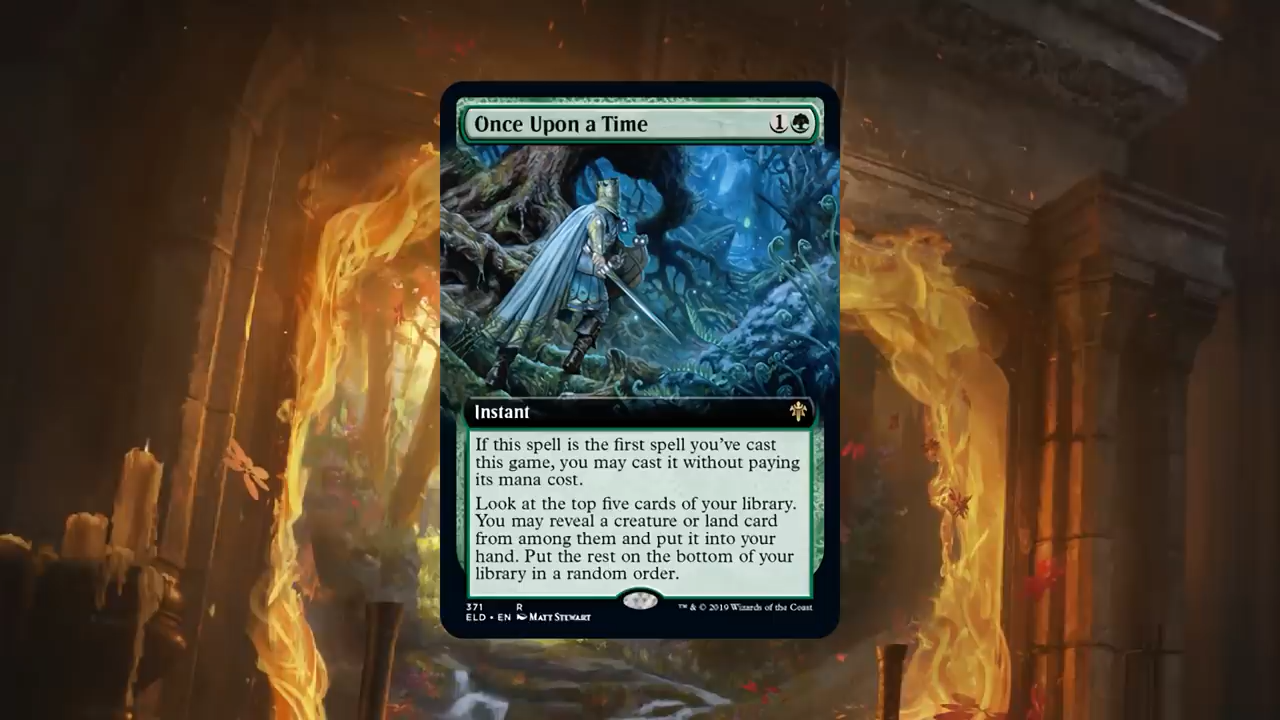 Once Upon a Time 1
Instant
If this spell is the first spell you've cast
this game, you may cast it without paying
its mana cost.
Look at the top five cards of your library.
You may reveal a creature or land card
from among them and put it into your
hand. Put the rest on the bottom of your
library in a random order.
371 R
ELD • EN Matt Stewart
™ & © 2019 Wizards of the Coast